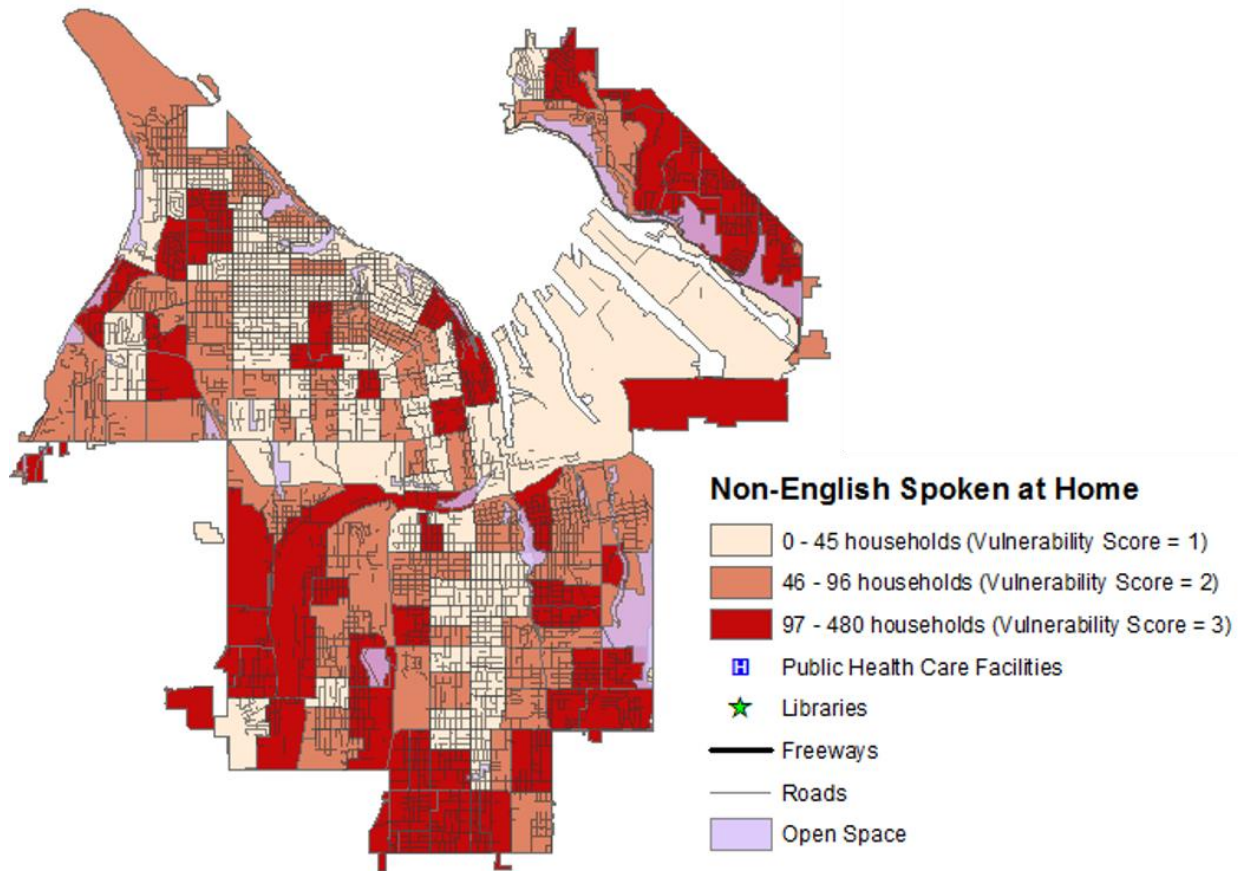 Non-English Spoken at Home
0 - 45 households (Vulnerability Score = 1)
46 - 96 households (Vulnerability Score = 2)
97 - 480 households (Vulnerability Score = 3)
H Public Health Care Facilities
Libraries
Freeways
Roads
Open Space